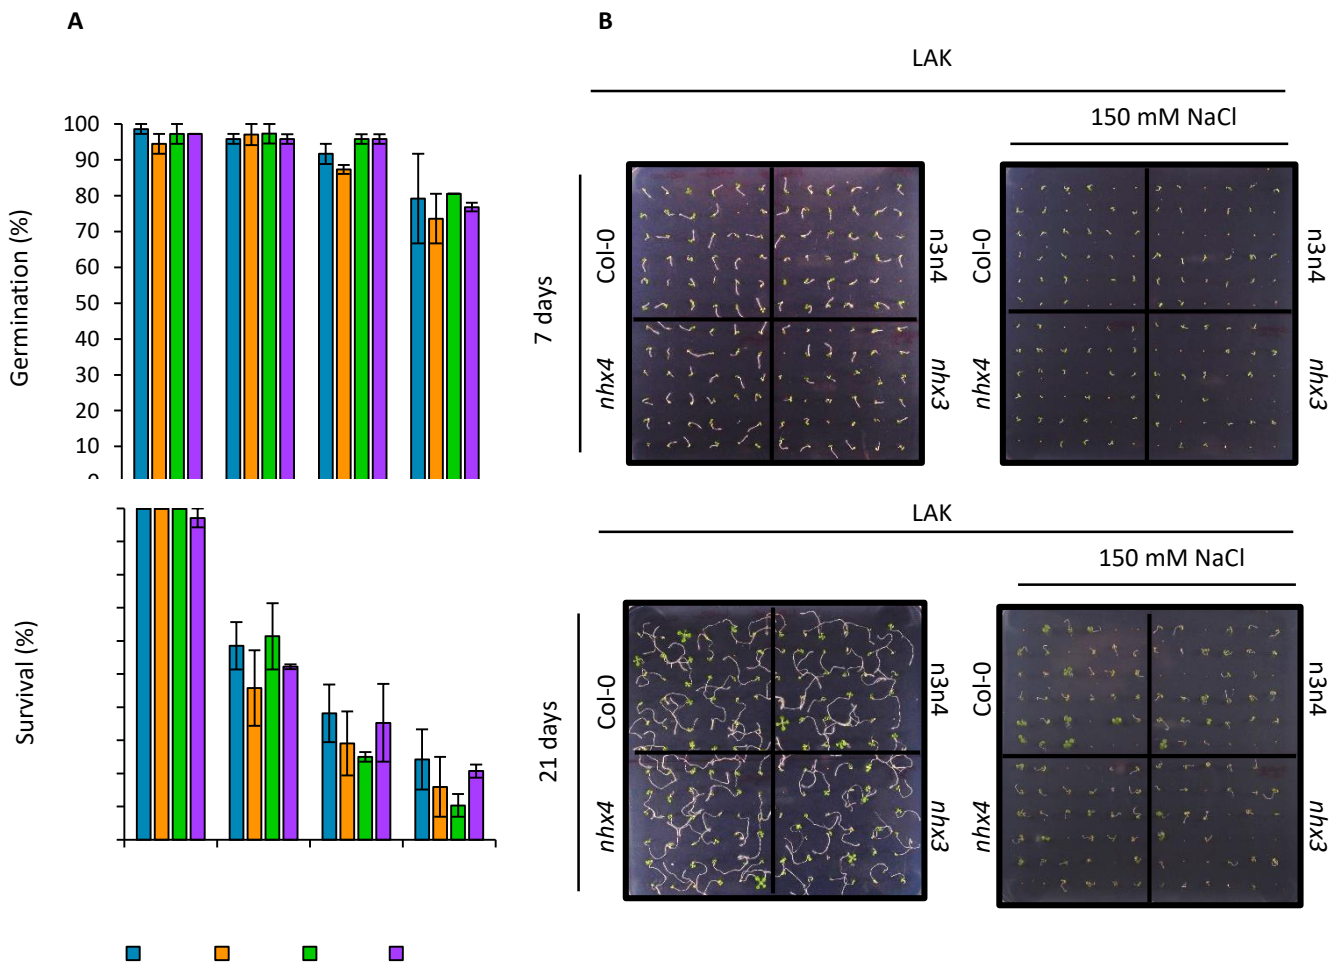 A
B
LAK
150 mM NaCl
100
90
80
70
60
50
40
30
20
10
Germination (%)
7 days
Col-0
nhx4
n3n4
nhx3
Col-0
nhx4
n3n4
nhx3
LAK
150 mM NaCl
Survival (%)
21 days
Col-0
nhx4
n3n4
nhx3
Col-0
nhx4
n3n4
nhx3